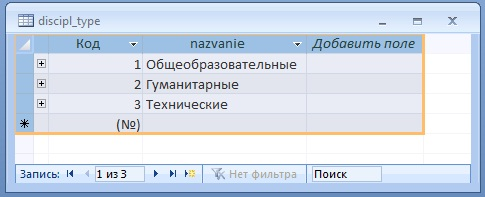 discipl_type
Код nazvanie Добавить поле
1 Общеобразовательные
2 Гуманитарные
3 Технические
(№)
Запись: 1 из 3 Нет фильтра Поиск